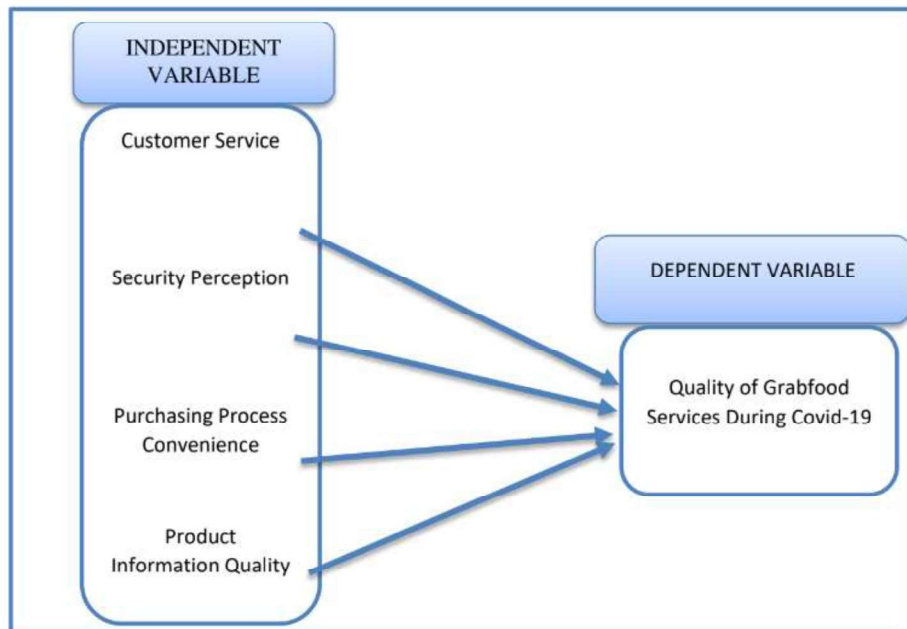 INDEPENDENT
VARIABLE
Customer Service
Security Perception
Purchasing Process
Convenience
Product
Information Quality
DEPENDENT VARIABLE
Quality of Grabfood
Services During Covid-19